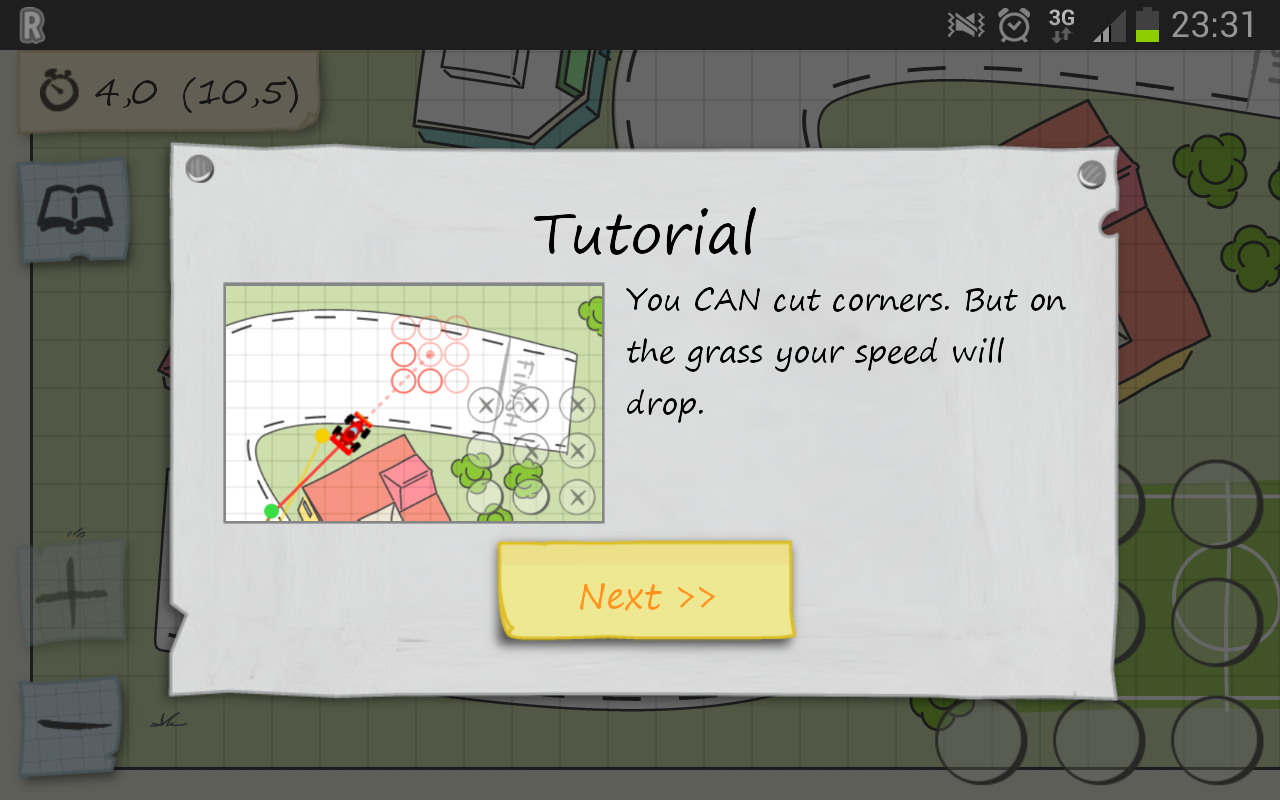 R
3G
23:31
4,0 (10,5)
Tutorial
You CAN cut corners. But on
the grass your speed will
drop.
FINISH
Next >>